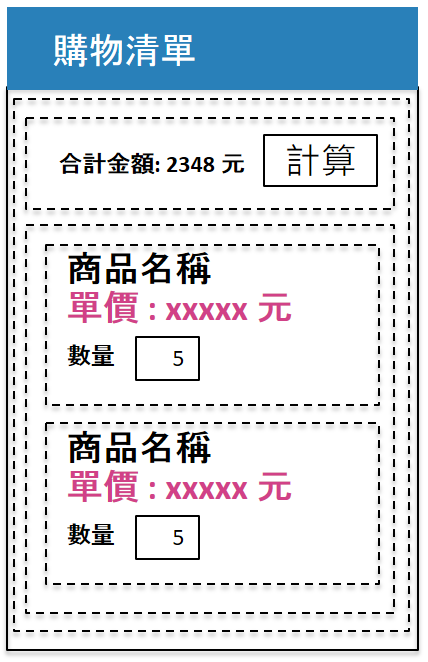 購物清單
合計金額: 2348 元
計算
商品名稱
單價 : xxxxx 元
數量 5
商品名稱
單價 : xxxxx 元
數量 5